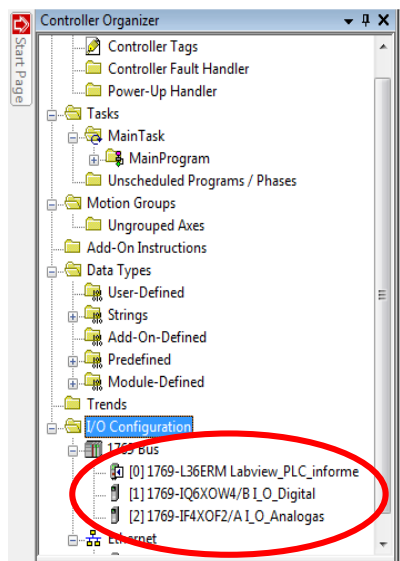 Controller Organizer
Start Page
Controller Tags
Controller Fault Handler
Power-Up Handler
Tasks
MainTask
MainProgram
Unscheduled Programs / Phases
Motion Groups
Ungrouped Axes
Add-On Instructions
Data Types
User-Defined
Strings
Add-On-Defined
Predefined
Module-Defined
Trends
I/O Configuration
1769 Bus
[0] 1769-L36ERM Labview_PLC_informe
[1] 1769-IQ6XOW4/B I_O_Digital
[2] 1769-IF4XOF2/A I_O_Analogas
Ethernet